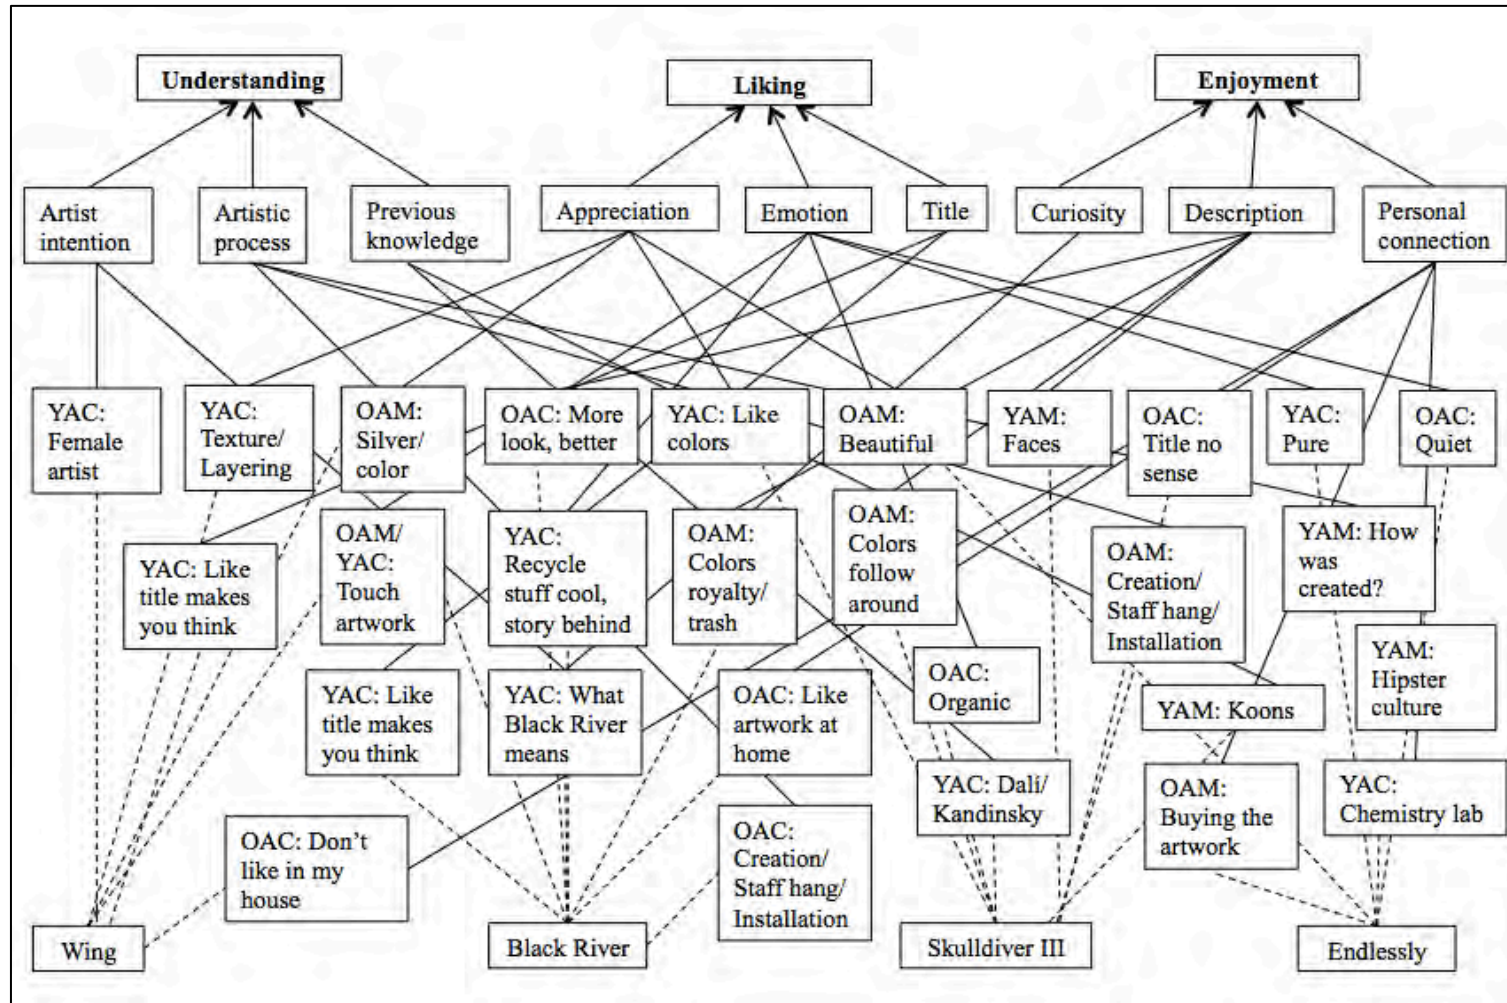 Understanding
Liking
Enjoyment
Artist
intention
Artistic
process
Previous
knowledge
Appreciation
Emotion
Title
Curiosity
Description
Personal
connection
YAC:
Female
artist
YAC:
Texture/
Layering
OAM:
Silver/
color
OAC: More
look, better
YAC: Like
colors
OAM:
Beautiful
YAM:
Faces
OAC:
Title no
sense
YAC:
Pure
OAC:
Quiet
YAC: Like
title makes
you think
OAM/
YAC:
Touch
artwork
YAC:
Recycle
stuff cool,
story behind
OAM:
Colors
royalty/
trash
OAM:
Colors
follow
around
OAM:
Creation/
Staff hang/
Installation
YAM: How
was
created?
YAC: Like
title makes
you think
YAC: What
Black River
means
OAC: Like
artwork at
home
OAC:
Organic
YAM: Koons
YAM:
Hipster
culture
OAC: Don’t
like in my
house
OAC:
Creation/
Staff hang/
Installation
YAC: Dali/
Kandinsky
OAM:
Buying the
artwork
YAC:
Chemistry lab
Wing
Black River
Skulldiver III
Endlessly